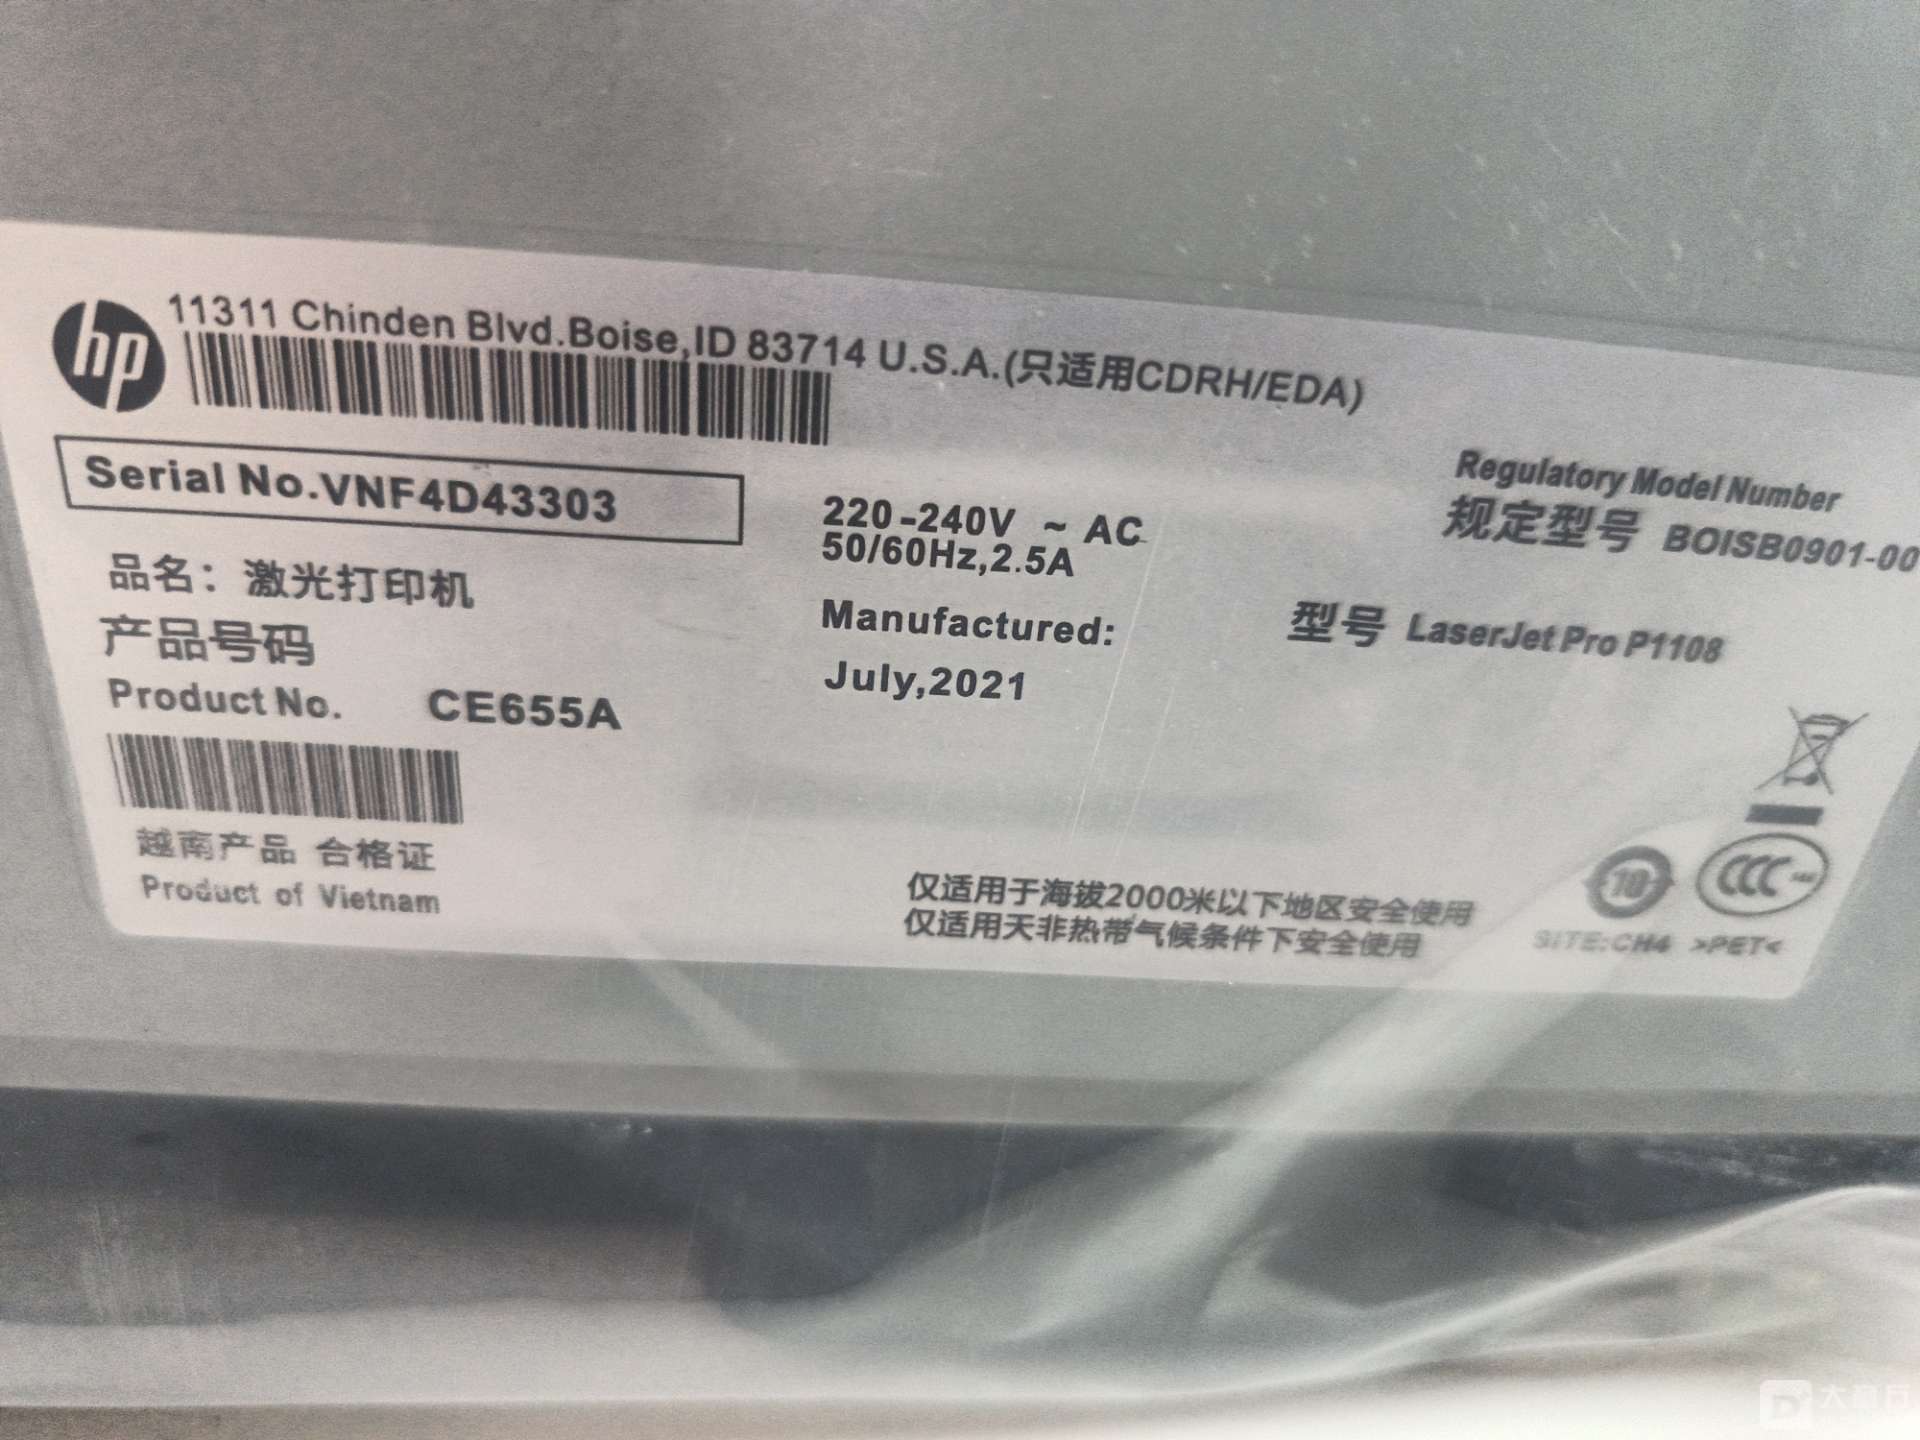 hp
11311 Chinden Blvd.Boise,ID 83714 U.S.A.(只适用CDRH/EDA)
Serial No.VNF4D43303
品名：激光打印机
产品号码
Product No. CE655A
越南产品 合格证
Product of Vietnam
220-240V ~ AC
50/60Hz,2.5A
Manufactured:
July,2021
Regulatory Model Number
规定型号 BOISB0901-00
型号 LaserJet Pro P1108
仅适用于海拔2000米以下地区安全使用
仅适用天非热带气候条件下安全使用
10
CCC
SITE:CH4 >PET<